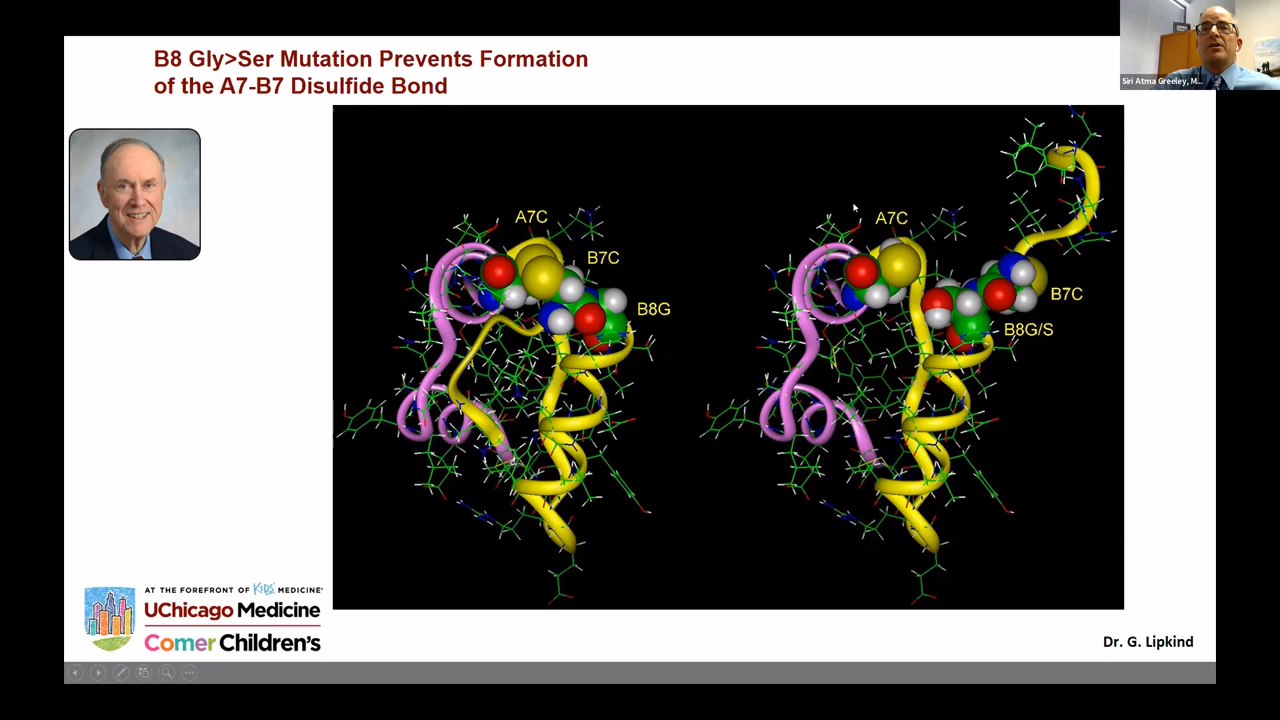 B8 Gly>Ser Mutation Prevents Formation
of the A7-B7 Disulfide Bond
Siri Atma Greeley, M...
A7C
B7C
B8G
A7C
B7C
B8G/S
AT THE FOREFRONT OF KIDS' MEDICINE®
UChicago Medicine
Comer Children's
Dr. G. Lipkind